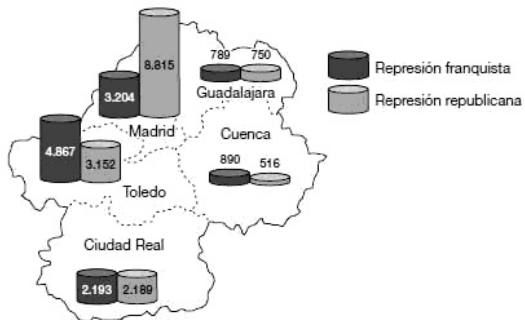 8.815
3.204
Madrid
789 750
Guadalajara
Represión franquista
Represión republicana
4.867
3.152
Toledo
Cuenca
890 516
Ciudad Real
2.193 2.189